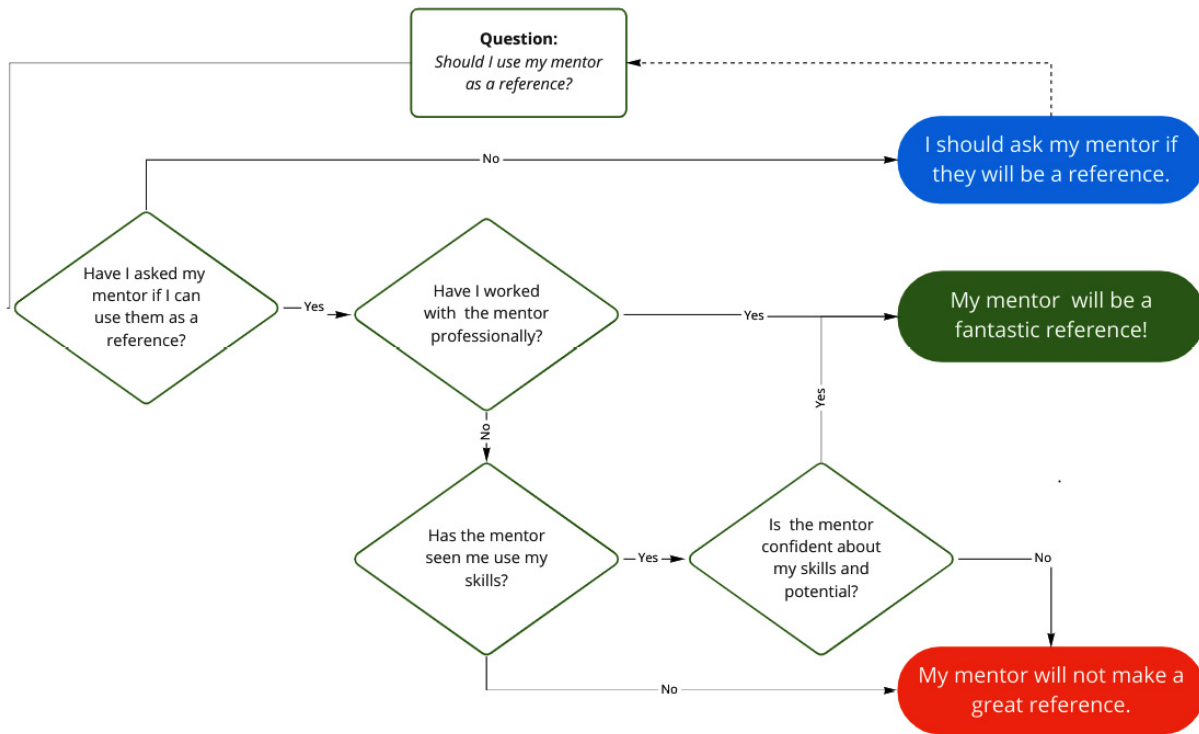 Question:
Should I use my mentor
as a reference?
I should ask my mentor if
they will be a reference.
No
Have I asked my
mentor if I can
use them as a
reference?
Yes
Have I worked
with the mentor
professionally?
Yes
My mentor will be a
fantastic reference!
No
Yes
Has the mentor
seen me use my
skills?
Yes
Is the mentor
confident about
my skills and
potential?
No
No
My mentor will not make a
great reference.